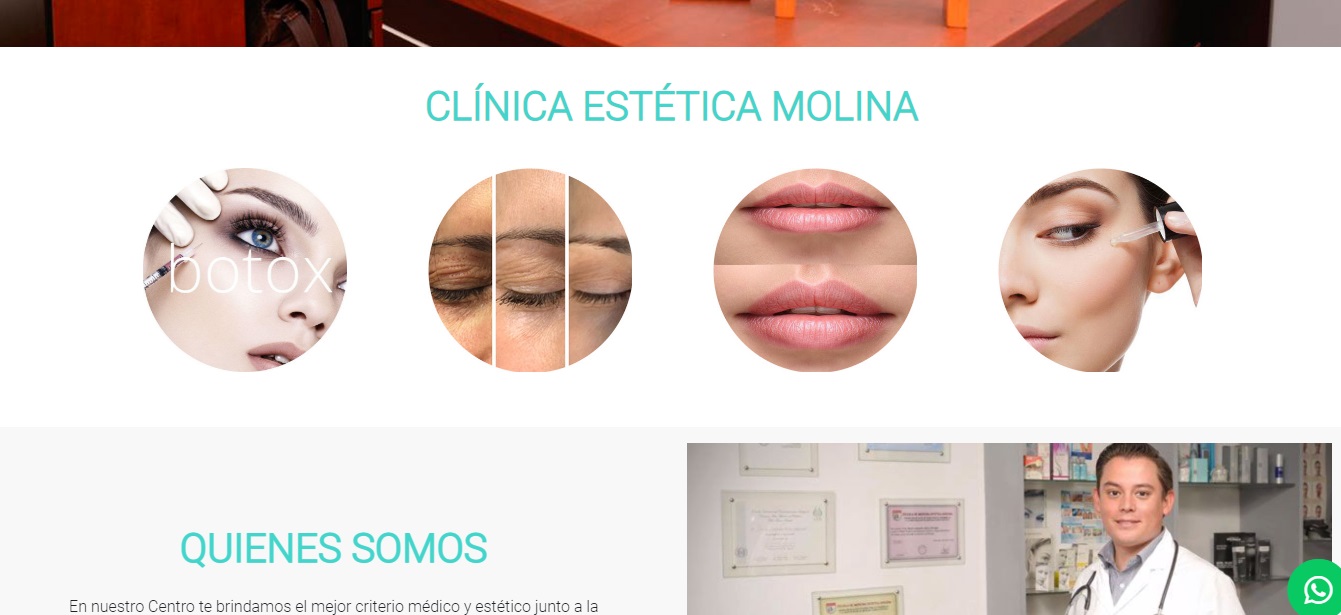 CLÍNICA ESTÉTICA MOLINA
botox
QUIENES SOMOS
En nuestro Centro te brindamos el mejor criterio médico y estético junto a la